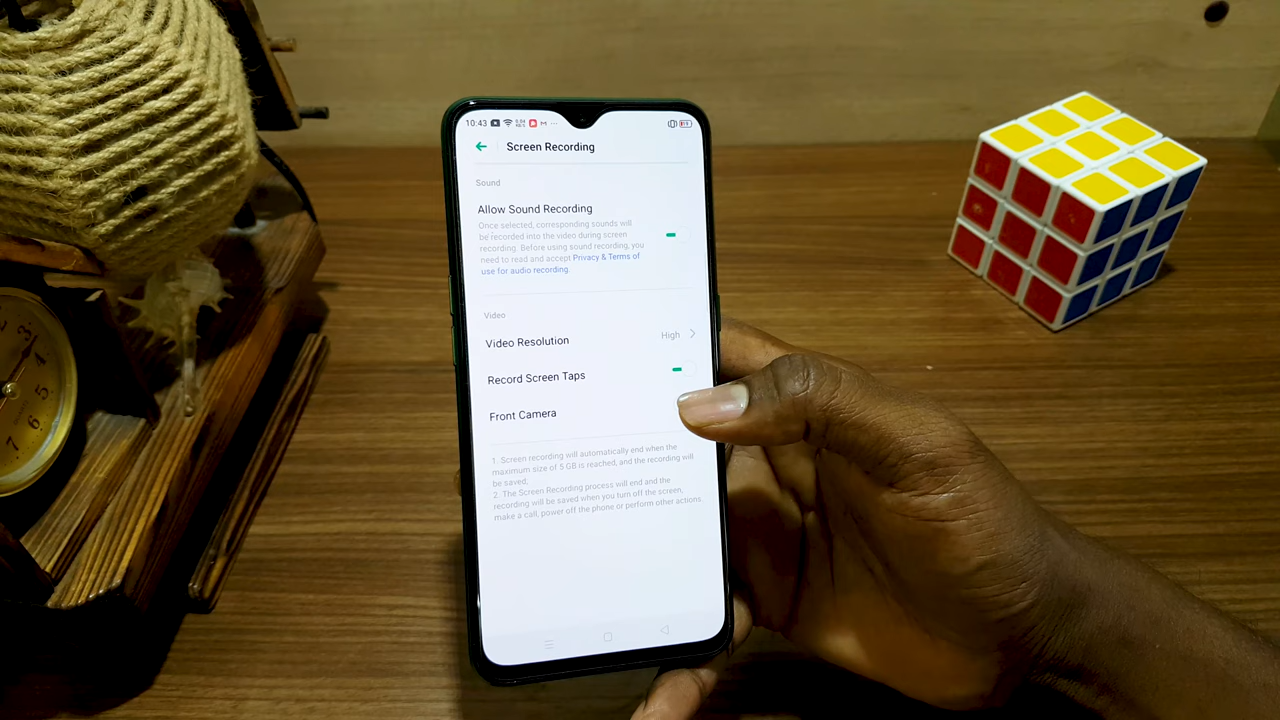 10:43
Screen Recording
Sound
Allow Sound Recording
Once selected, corresponding sounds will
be recorded into the video during screen
recording. Before using sound recording, you
need to read and accept Privacy & Terms of
use for audio recording.
Video
Video Resolution High
Record Screen Taps
Front Camera
1. Screen recording will automatically end when the
maximum size of 5 GB is reached, and the recording will
be saved.
2. The Screen Recording process will end and the
recording will be saved when you turn off the screen,
make a call, power off the phone or perform other actions.
3
4
5
6
7